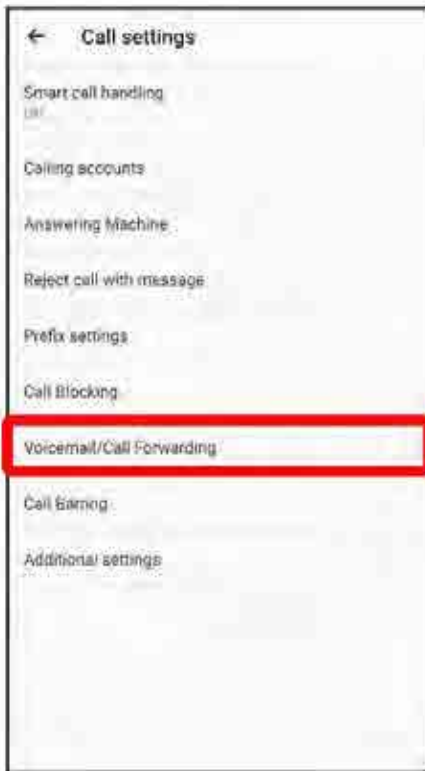 Call settings
Smart call handling
Calling accounts
Answering Machine
Reject call with message
Prefix settings
Call Blocking
Voicemail/Call Forwarding
Call Barring
Additional settings